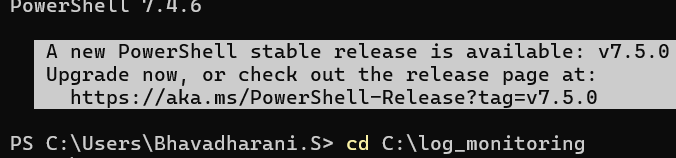 PowerShell 7.4.6
A new PowerShell stable release is available: v7.5.0
Upgrade now, or check out the release page at:
https://aka.ms/PowerShell-Release?tag=v7.5.0
PS C:\Users\Bhavadharani.S> cd C:\log_monitoring